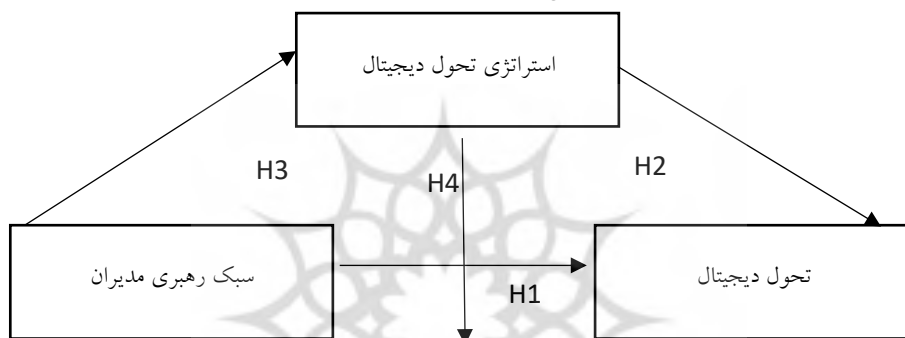 استراتژی تحول دیجیتال
H3
H4
H2
سبک رهبری مدیران
تحول دیجیتال
H1